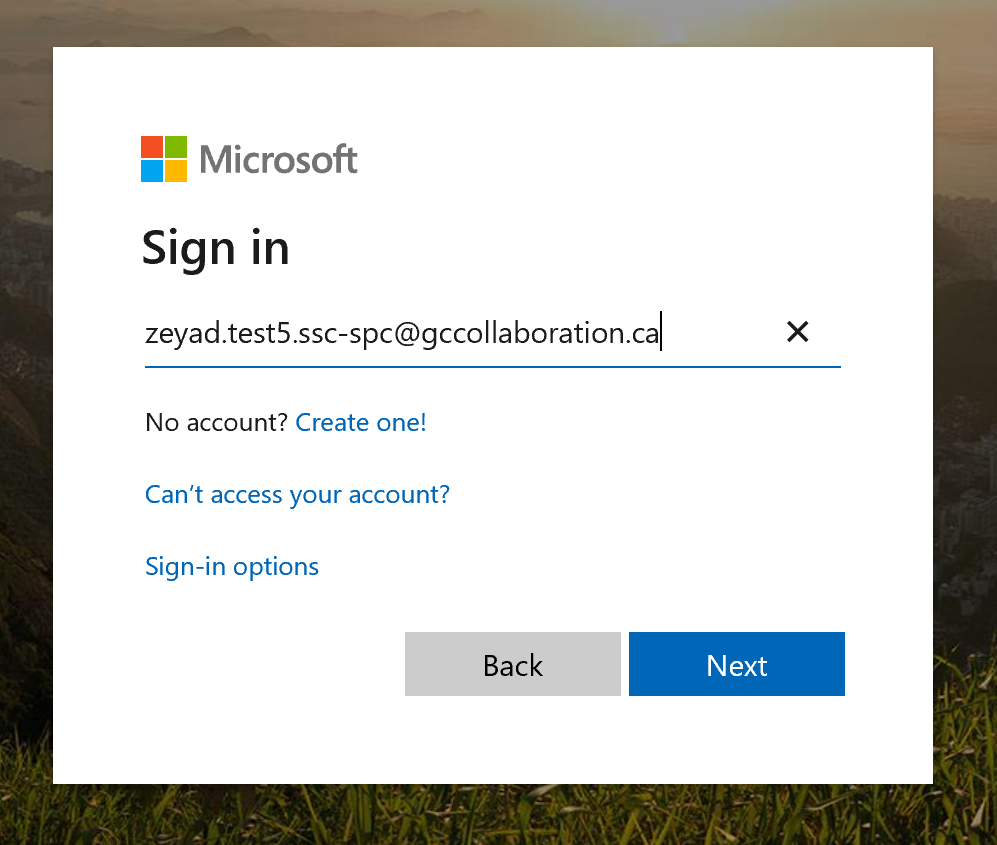 Microsoft
Sign in
zeyad.test5.ssc-spc@gccollaboration.ca
No account? Create one!
Can't access your account?
Sign-in options
Back Next